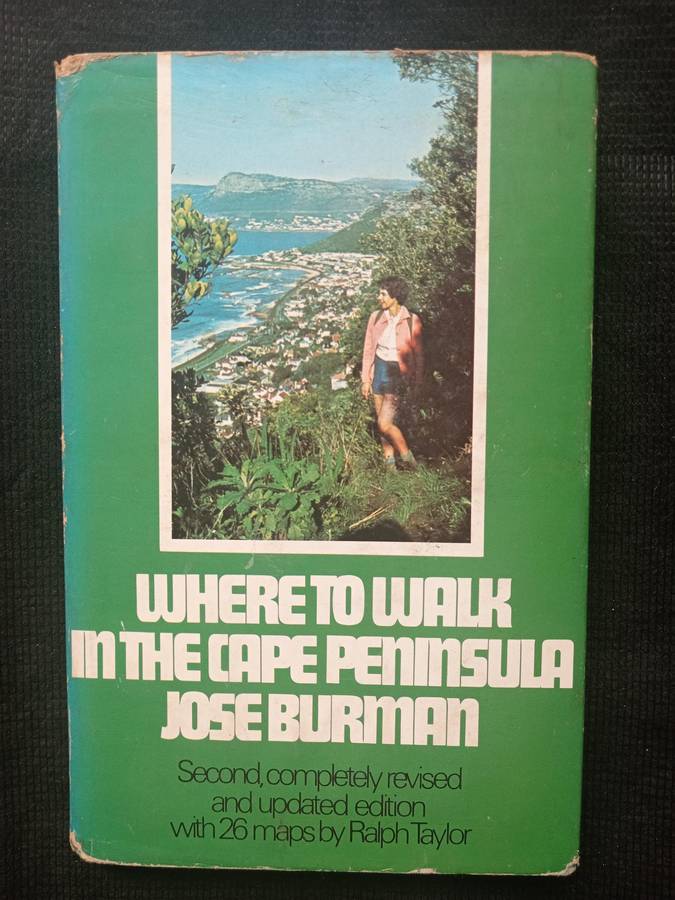 WHERE TO WALK
IN THE CAPE PENINSULA
JOSE BURMAN
Second, completely revised
and updated edition
with 26 maps by Ralph Taylor